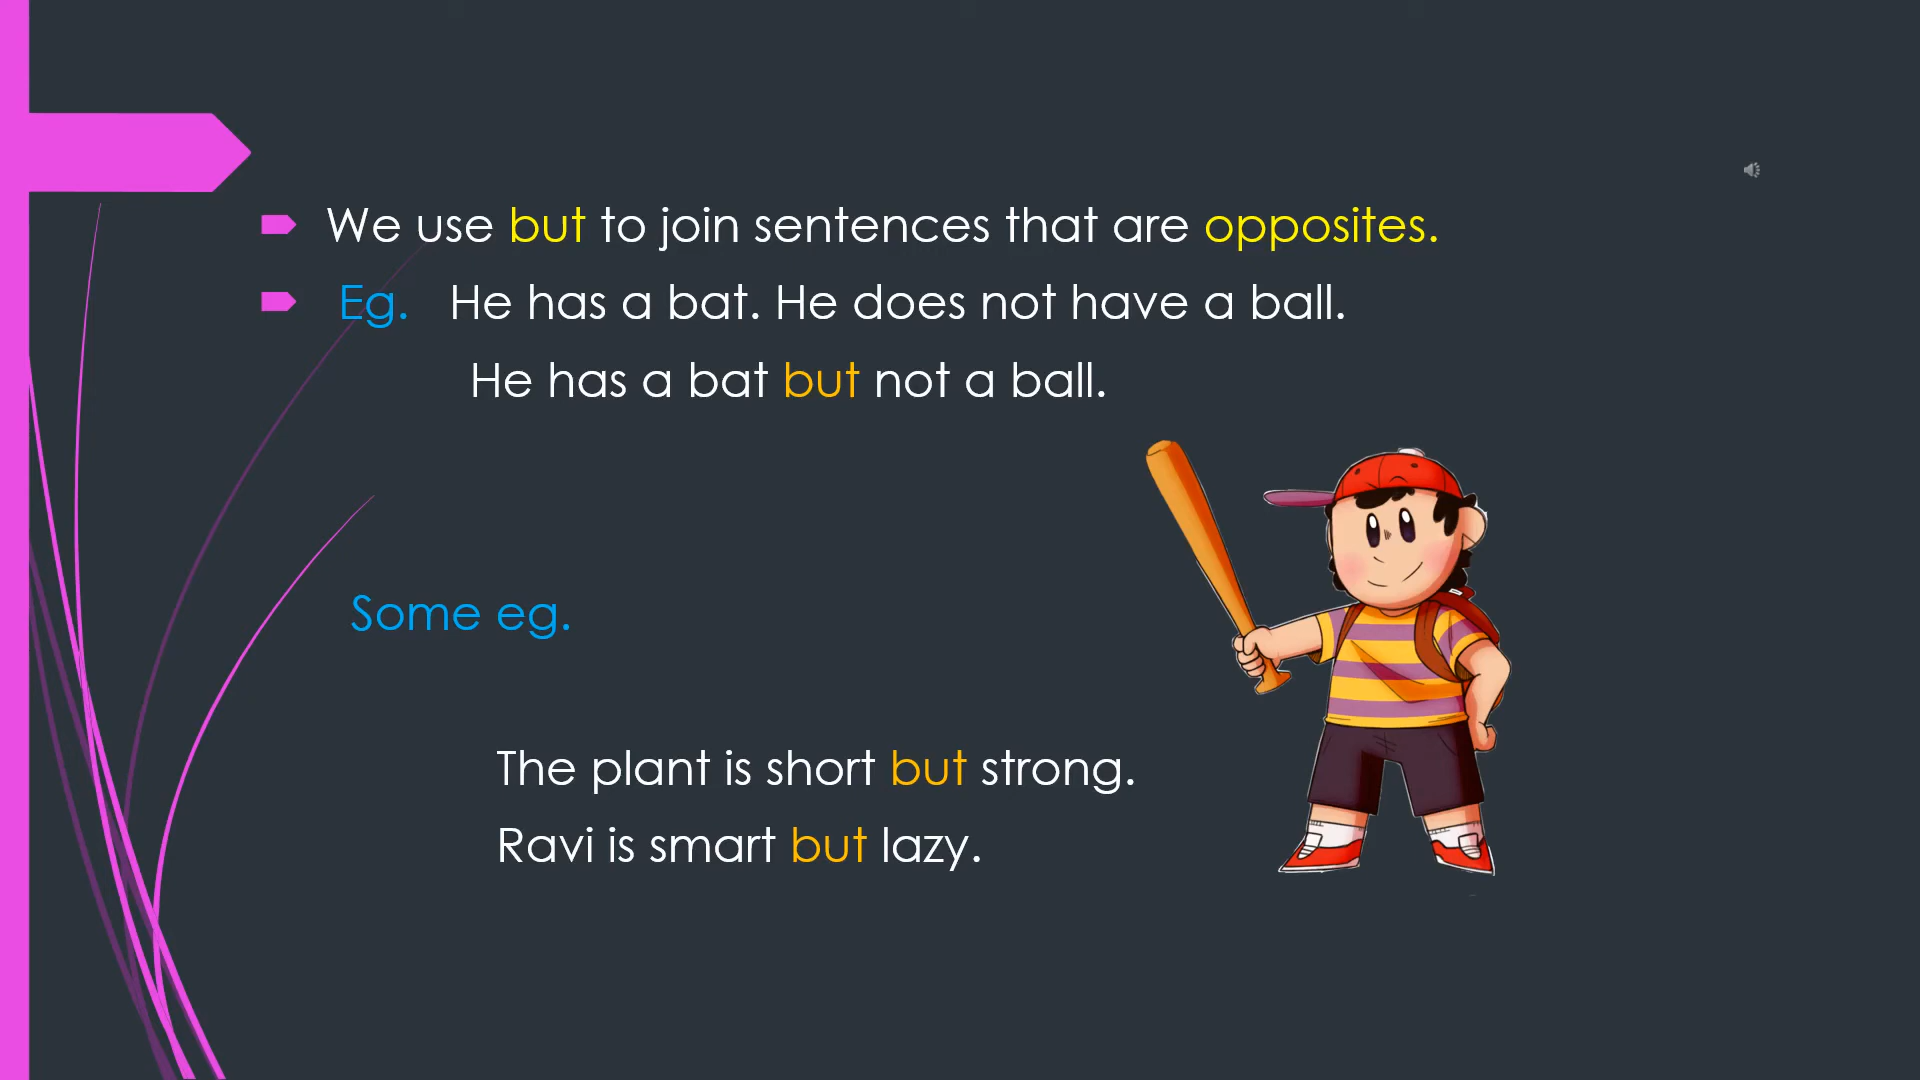 We use but to join sentences that are opposites.
Eg. He has a bat. He does not have a ball.
He has a bat but not a ball.
Some eg.
The plant is short but strong.
Ravi is smart but lazy.